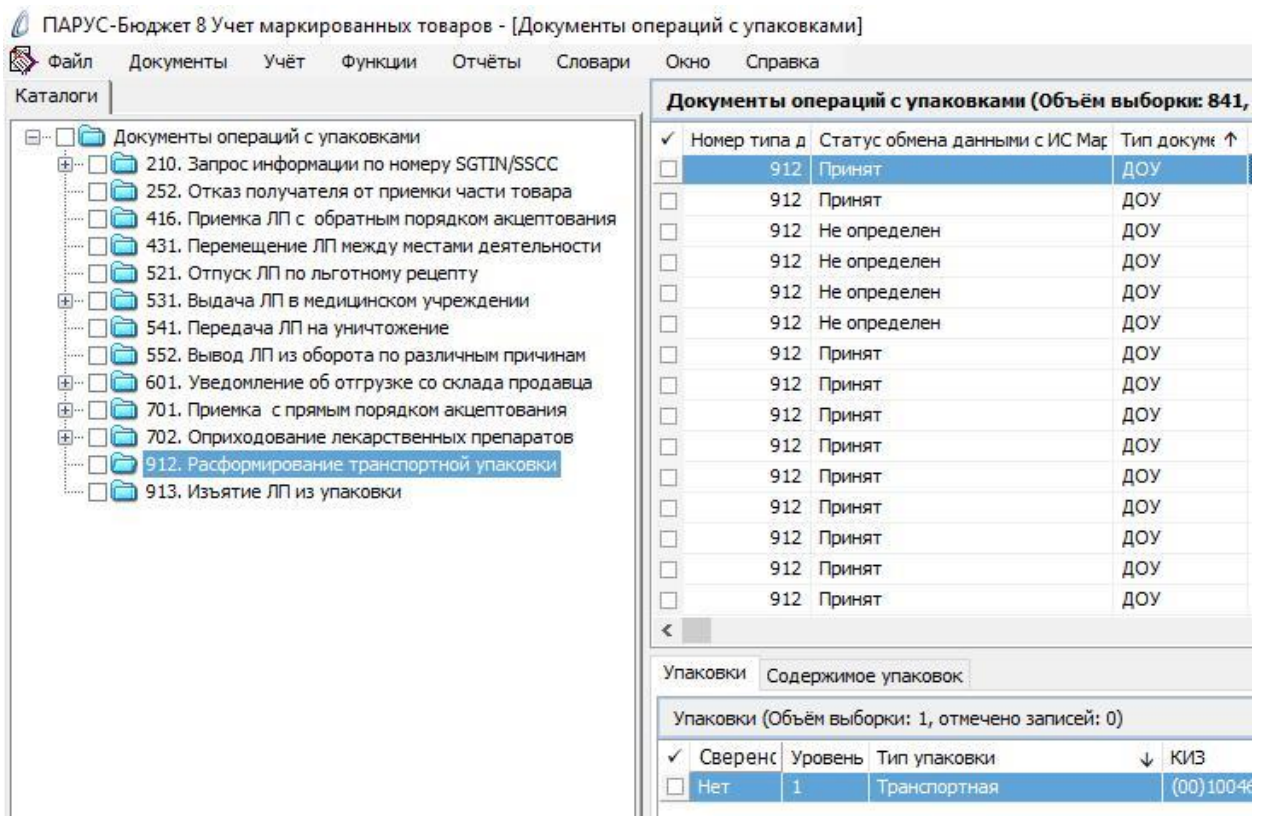 ПАРУС-Бюджет 8 Учет маркированных товаров - [Документы операций с упаковками]
Файл Документы Учёт Функции Отчёты Словари Окно Справка
Каталоги
Документы операций с упаковками
210. Запрос информации по номеру SGTIN/SSCC
252. Отказ получателя от приемки части товара
416. Приемка ЛП с обратным порядком акцептования
431. Перемещение ЛП между местами деятельности
521. Отпуск ЛП по льготному рецепту
531. Выдача ЛП в медицинском учреждении
541. Передача ЛП на уничтожение
552. Вывод ЛП из оборота по различным причинам
601. Уведомление об отгрузке со склада продавца
701. Приемка с прямым порядком акцептования
702. Оприходование лекарственных препаратов
912. Расформирование транспортной упаковки
913. Изъятие ЛП из упаковки
Документы операций с упаковками (Объём выборки: 841,
✓ Номер типа д Статус обмена данными с ИС Мар Тип докуме ↑
912 Принят ДОУ
912 Принят ДОУ
912 Не определен ДОУ
912 Не определен ДОУ
912 Не определен ДОУ
912 Не определен ДОУ
912 Принят ДОУ
912 Принят ДОУ
912 Принят ДОУ
912 Принят ДОУ
912 Принят ДОУ
912 Принят ДОУ
912 Принят ДОУ
912 Принят ДОУ
912 Принят ДОУ
Упаковки Содержимое упаковок
Упаковки (Объём выборки: 1, отмечено записей: 0)
✓ Сверенс Уровень Тип упаковки ↓ КИЗ
Нет 1 Транспортная (00)10046